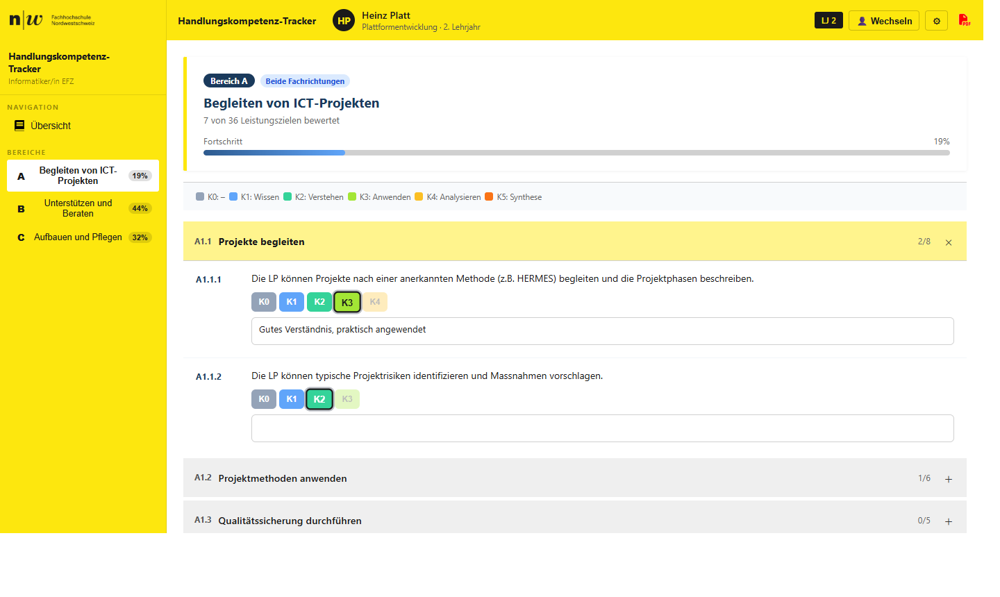 n|w Fachhochschule
Nordwestschweiz
Handlungskompetenz-
Tracker
Informatiker/in EFZ
NAVIGATION
Übersicht
BEREICHE
A Begleiten von ICT-
Projekten 19%
B Unterstützen und
Beraten 44%
C Aufbauen und Pflegen 32%
Handlungskompetenz-Tracker
HP Heinz Platt
Plattformentwicklung · 2. Lehrjahr
LJ 2 Wechseln
PDF
Bereich A Beide Fachrichtungen
Begleiten von ICT-Projekten
7 von 36 Leistungszielen bewertet
Fortschritt 19%
K0: – K1: Wissen K2: Verstehen K3: Anwenden K4: Analysieren K5: Synthese
A1.1 Projekte begleiten 2/8 ×
A1.1.1 Die LP können Projekte nach einer anerkannten Methode (z.B. HERMES) begleiten und die Projektphasen beschreiben.
K0 K1 K2 K3 K4
Gutes Verständnis, praktisch angewendet
A1.1.2 Die LP können typische Projektrisiken identifizieren und Massnahmen vorschlagen.
K0 K1 K2 K3
A1.2 Projektmethoden anwenden 1/6 +
A1.3 Qualitätssicherung durchführen 0/5 +